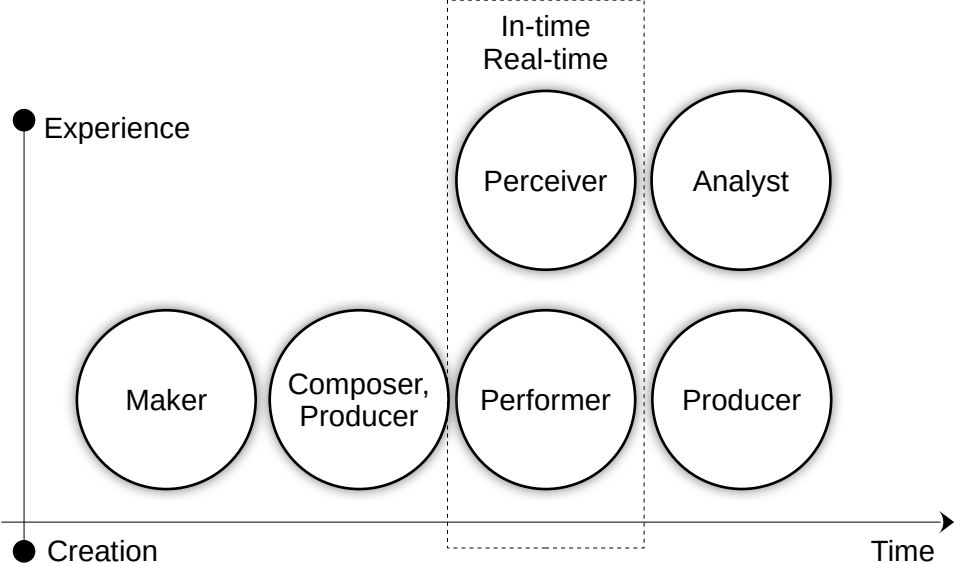 In-time
Real-time
Experience
Perceiver
Analyst
Maker
Composer,
Producer
Performer
Producer
Creation
Time